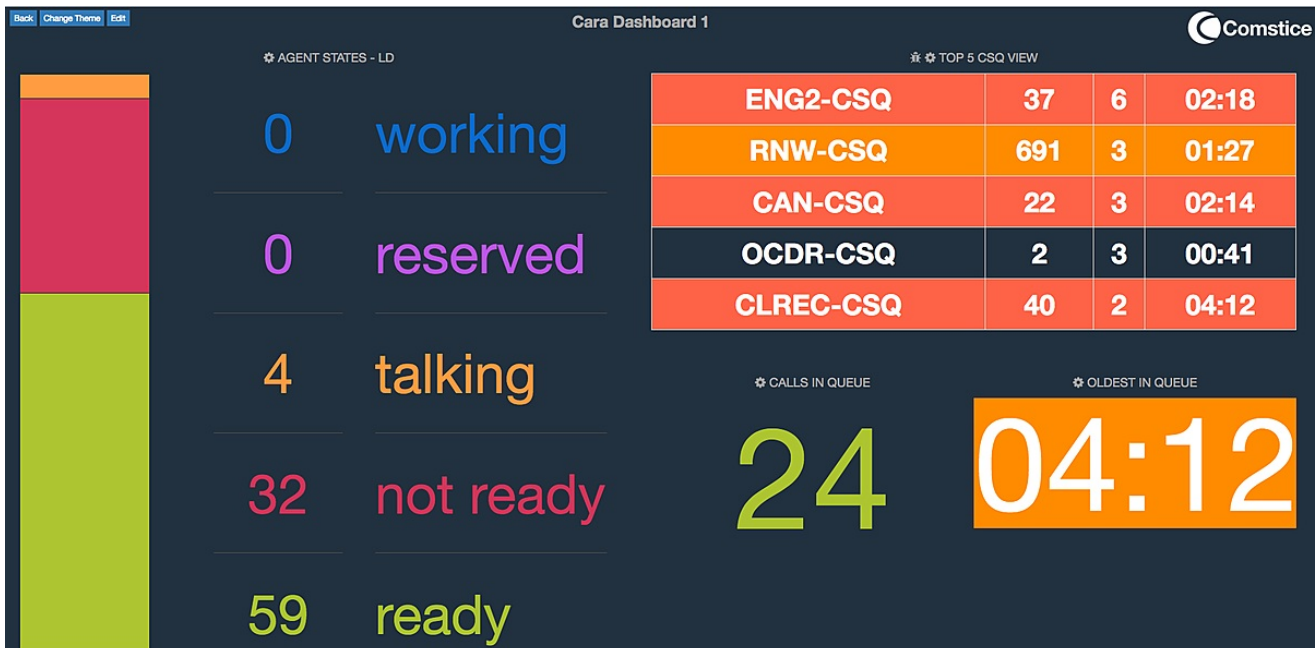 Back Change Theme Edit
Cara Dashboard 1
Comstice
AGENT STATES - LD
0 working
0 reserved
4 talking
32 not ready
59 ready
TOP 5 CSQ VIEW
ENG2-CSQ 37 6 02:18
RNW-CSQ 691 3 01:27
CAN-CSQ 22 3 02:14
OCDR-CSQ 2 3 00:41
CLREC-CSQ 40 2 04:12
CALLS IN QUEUE
24
OLDEST IN QUEUE
04:12